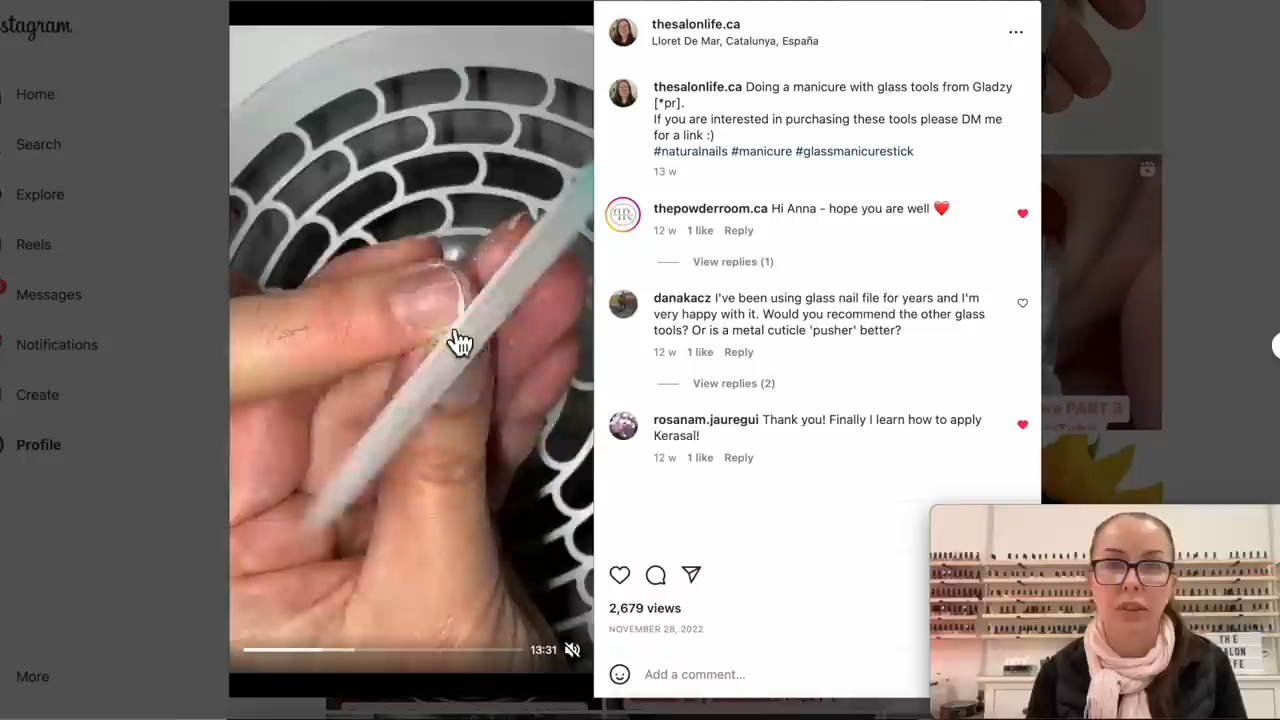 stagram
Home
Search
Explore
Reels
Messages
Notifications
Create
Profile
More
13:31
thesalonlife.ca
Lloret De Mar, Catalunya, España
thesalonlife.ca Doing a manicure with glass tools from Gladzy
[*pr].
If you are interested in purchasing these tools please DM me
for a link :)
#naturalnails #manicure #glassmanicurestick
13 w
thepowderroom.ca Hi Anna - hope you are well ❤️
12 w 1 like Reply
View replies (1)
danakacz I've been using glass nail file for years and I'm
very happy with it. Would you recommend the other glass
tools? Or is a metal cuticle 'pusher' better?
12 w 1 like Reply
View replies (2)
rosanam.jauregui Thank you! Finally I learn how to apply
Kerasal!
12 w 1 like Reply
2,679 views
NOVEMBER 28, 2022
Add a comment...
PART 3
THE